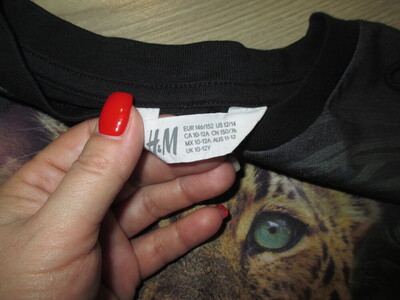 H&M
EUR 146/152 US 12/14
CA 10-12A CN 150/76
MX 10-12A AUS 11-12
UK 10-12Y